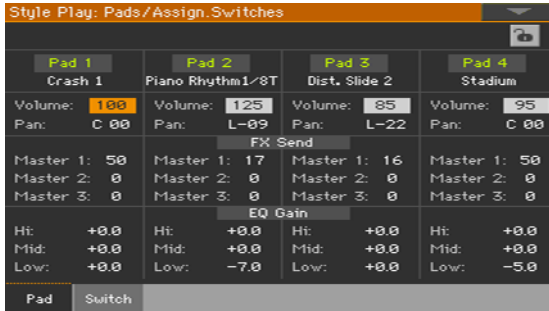 Style Play: Pads/Assign.Switches
Pad 1 Pad 2 Pad 3 Pad 4
Crash 1 Piano Rhythm1/8T Dist. Slide 2 Stadium
Volume: 100 Volume: 125 Volume: 85 Volume: 95
Pan: C 00 Pan: L-09 Pan: L-22 Pan: C 00
FX Send
Master 1: 50 Master 1: 17 Master 1: 16 Master 1: 50
Master 2: 0 Master 2: 0 Master 2: 0 Master 2: 0
Master 3: 0 Master 3: 0 Master 3: 0 Master 3: 0
EQ Gain
Hi: +0.0 Hi: +0.0 Hi: +0.0 Hi: +0.0
Mid: +0.0 Mid: +0.0 Mid: +0.0 Mid: +0.0
Low: +0.0 Low: -7.0 Low: +0.0 Low: -5.0
Pad Switch